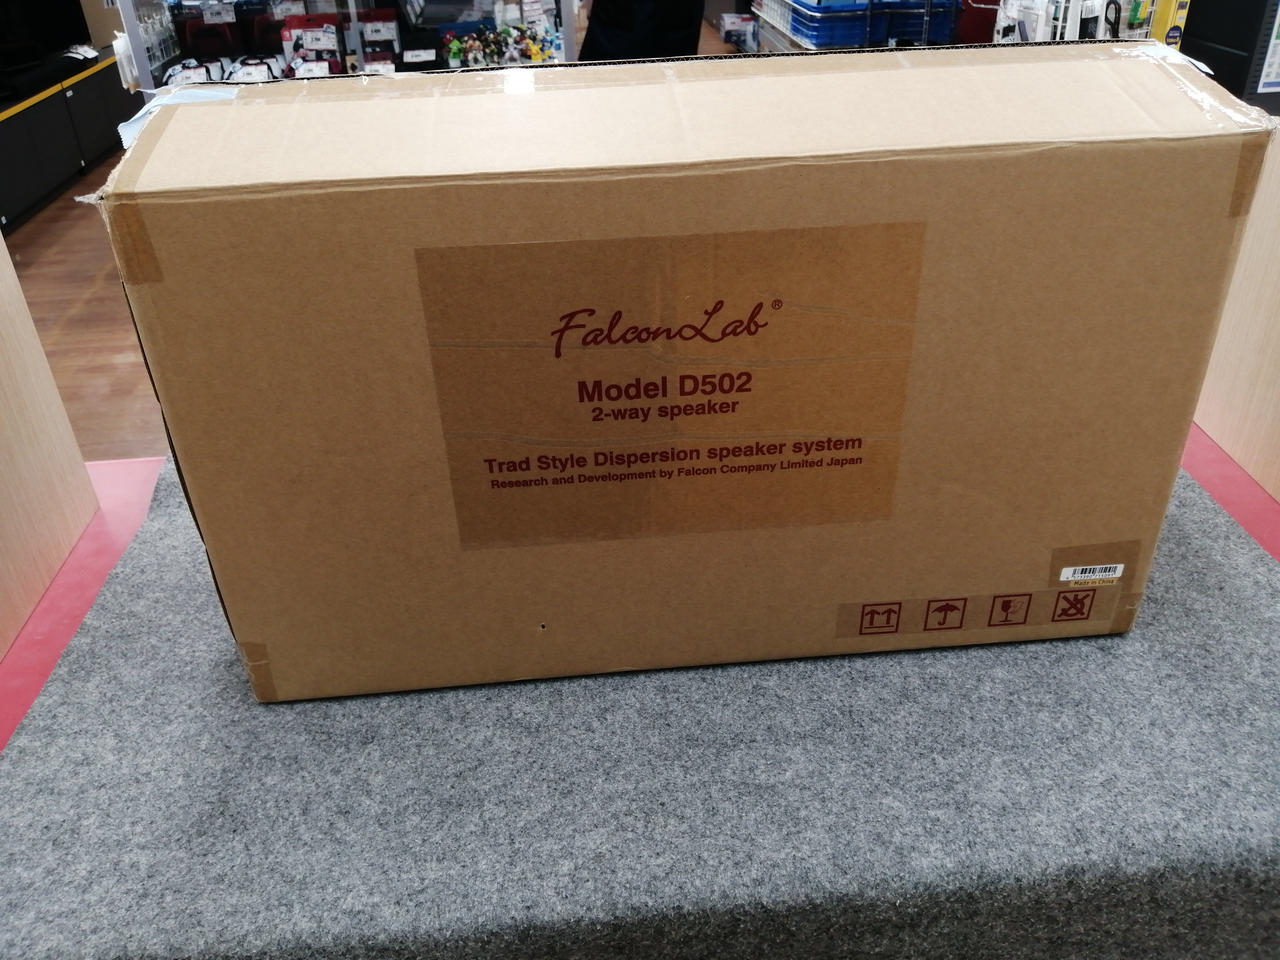 FalconLab®
Model D502
2-way speaker
Trad Style Dispersion speaker system
Research and Development by Falcon Company Limited Japan
Made in China